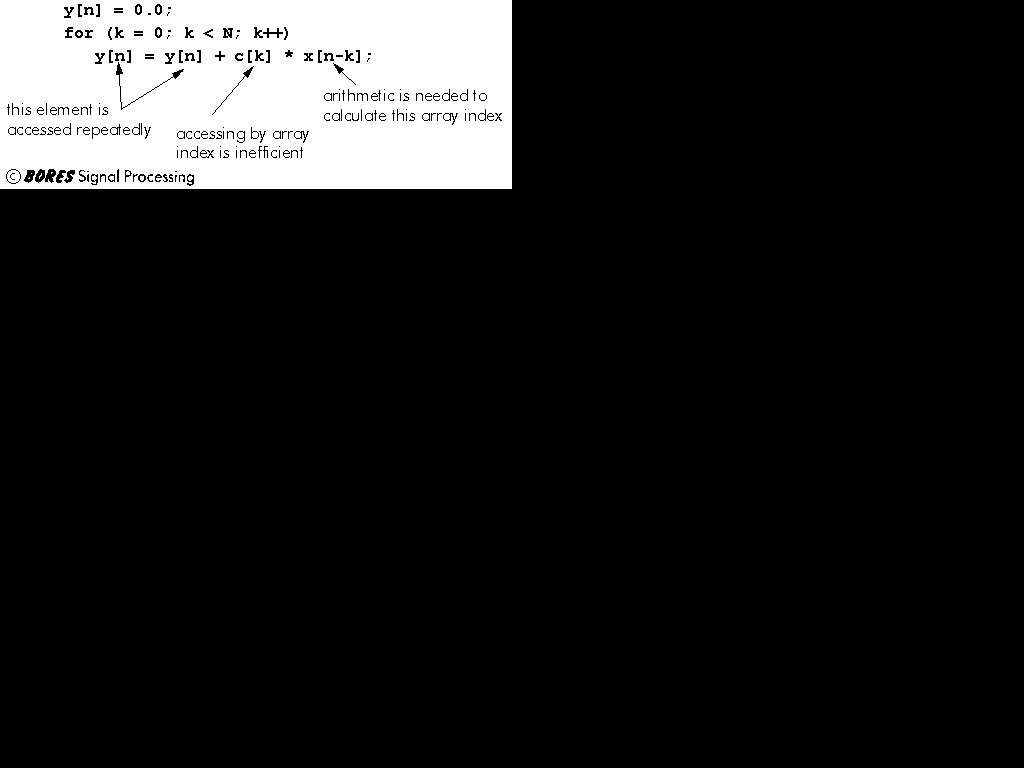 y[n] = 0.0;
for (k = 0; k < N; k++)
y[n] = y[n] + c[k] * x[n-k];
this element is
accessed repeatedly
accessing by array
index is inefficient
arithmetic is needed to
calculate this array index
© BORES Signal Processing